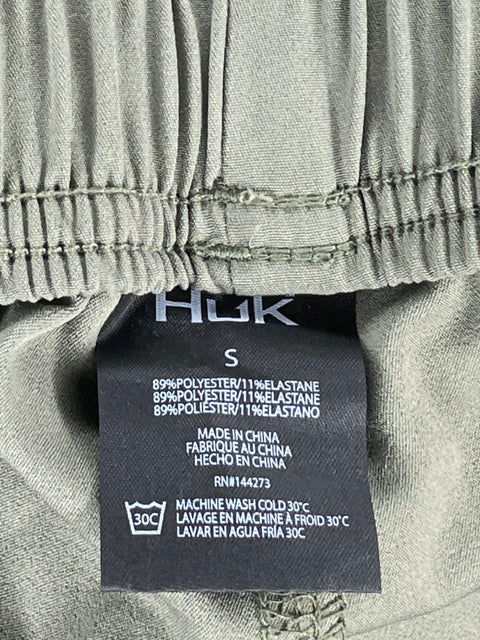 HUK
S
89%POLYESTER/11%ELASTANE
89%POLYESTER/11%ELASTANE
89%POLIÉSTER/11%ELASTANO
MADE IN CHINA
FABRIQUE AU CHINA
HECHO EN CHINA
RN#144273
30C
MACHINE WASH COLD 30°C
LAVAGE EN MACHINE À FROID 30°C
LAVAR EN AGUA FRÍA 30C